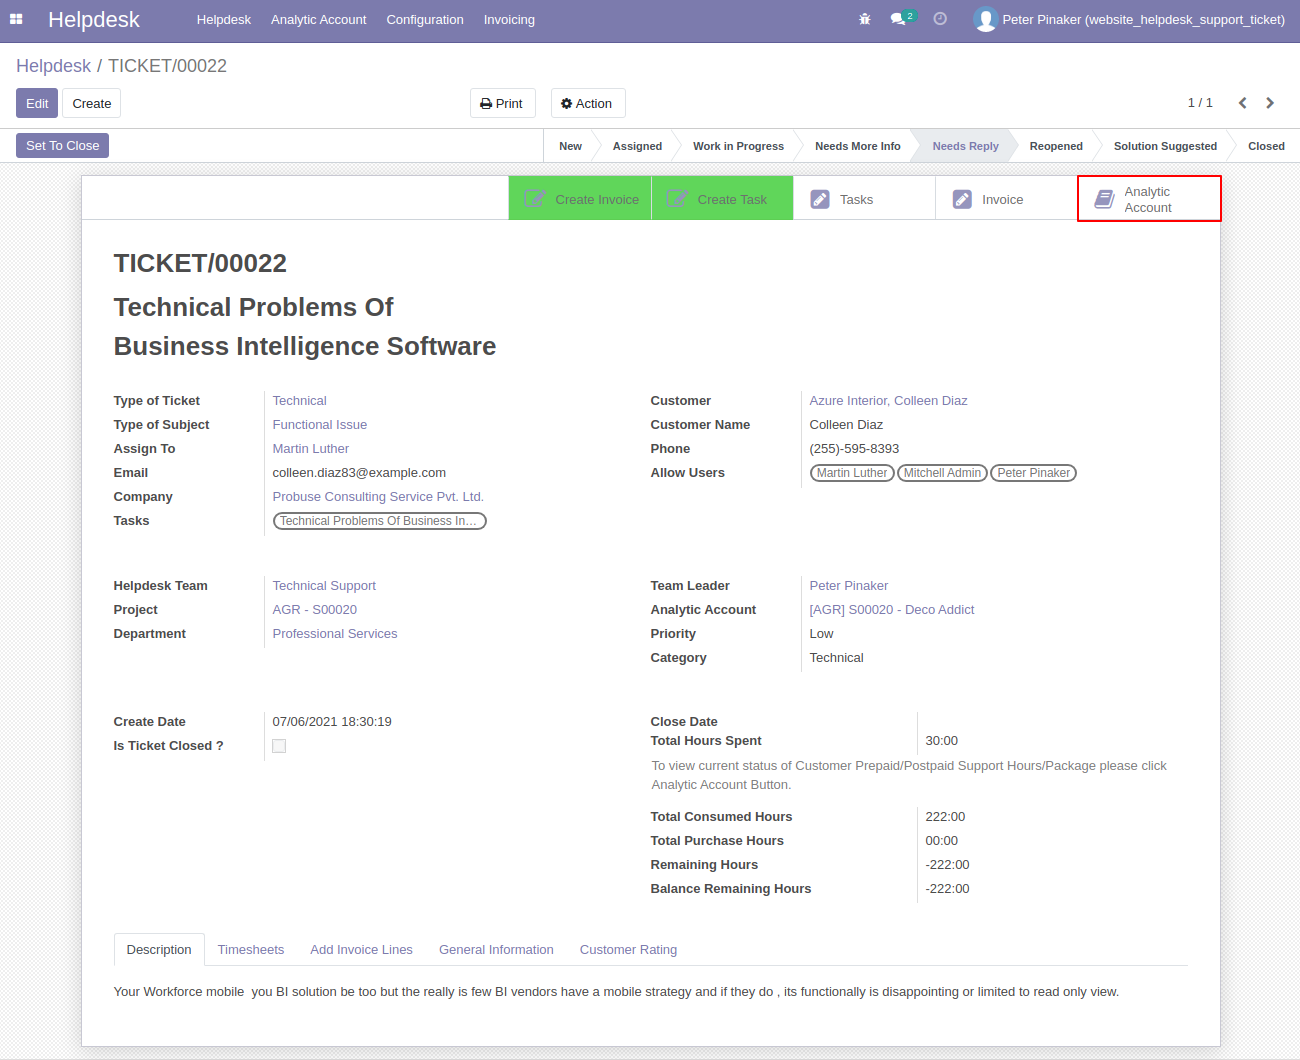 Helpdesk Helpdesk Analytic Account Configuration Invoicing 2 Peter Pinaker (website_helpdesk_support_ticket)
Helpdesk / TICKET/00022
Edit Create Print Action 1 / 1
Set To Close New Assigned Work in Progress Needs More Info Needs Reply Reopened Solution Suggested Closed
Create Invoice Create Task Tasks Invoice Analytic
Account
TICKET/00022
Technical Problems Of
Business Intelligence Software
Type of Ticket Technical Customer Azure Interior, Colleen Diaz
Type of Subject Functional Issue Customer Name Colleen Diaz
Assign To Martin Luther Phone (255)-595-8393
Email colleen.diaz83@example.com Allow Users Martin Luther Mitchell Admin Peter Pinaker
Company Probuse Consulting Service Pvt. Ltd.
Tasks Technical Problems Of Business In...
Helpdesk Team Technical Support Team Leader Peter Pinaker
Project AGR - S00020 Analytic Account [AGR] S00020 - Deco Addict
Department Professional Services Priority Low
Category Technical
Create Date 07/06/2021 18:30:19 Close Date
Is Ticket Closed ? Total Hours Spent 30:00
To view current status of Customer Prepaid/Postpaid Support Hours/Package please click
Analytic Account Button.
Total Consumed Hours 222:00
Total Purchase Hours 00:00
Remaining Hours -222:00
Balance Remaining Hours -222:00
Description Timesheets Add Invoice Lines General Information Customer Rating
Your Workforce mobile  you BI solution be too but the really is few BI vendors have a mobile strategy and if they do , its functionally is disappointing or limited to read only view.